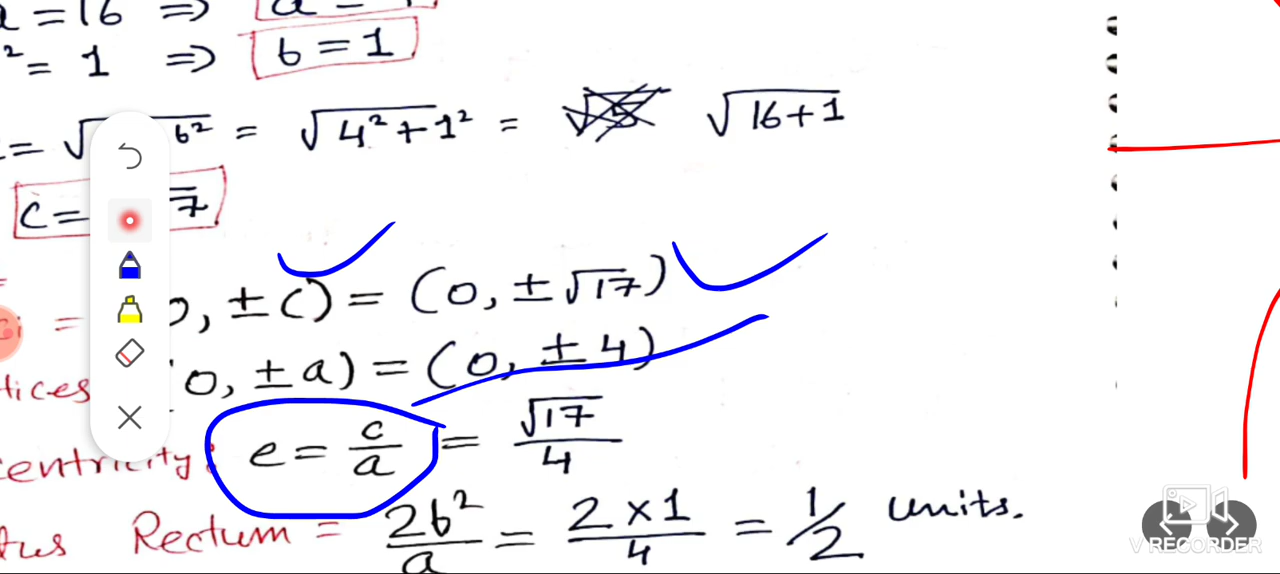 a = 16 ⇒ a =
² = 1 ⇒ b = 1
= √ b² = √4²+1² = √16+1
c = 7
0, ±c) = (0, ±√17)
0, ±a) = (0, ±4)
tices
centricity: e = c/a = √17/4
tus Rectum = 2b²/a = 2×1/4 = 1/2 units.
V RECORDER